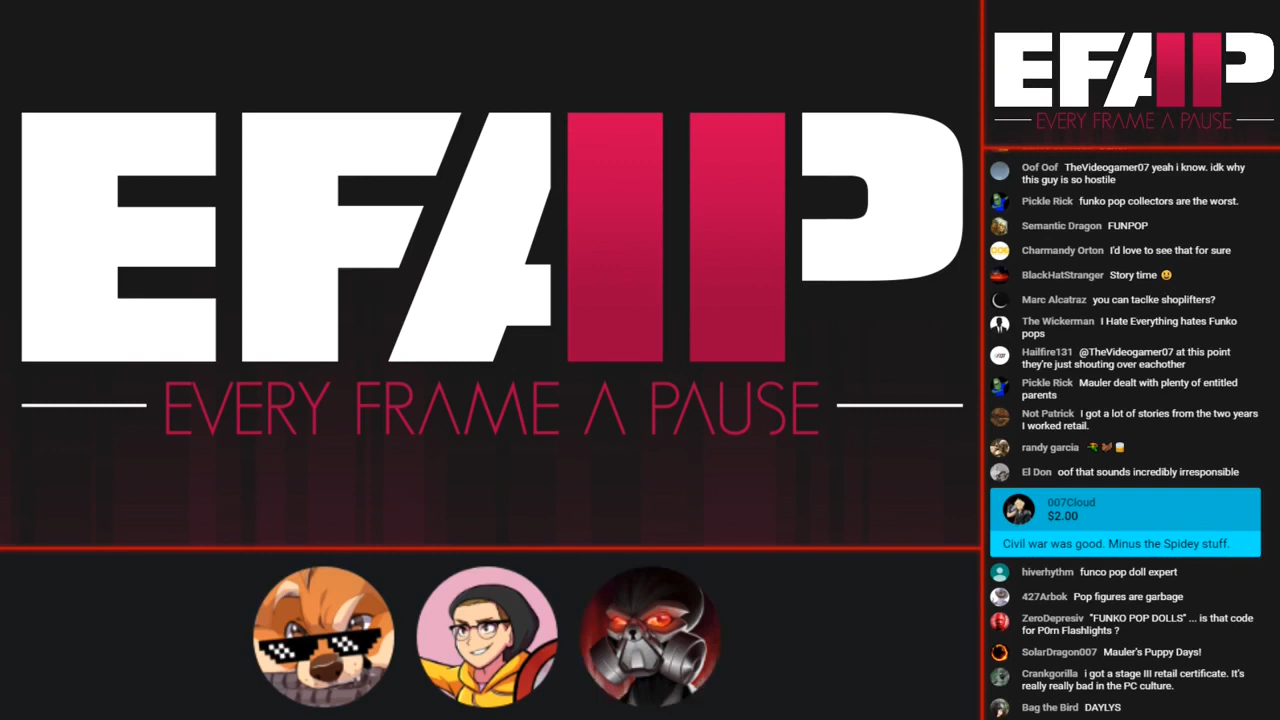 EFAP
EVERY FRAME A PAUSE
EFAP
EVERY FRAME A PAUSE
Oof Oof TheVideogamer07 yeah i know. idk why
this guy is so hostile
Pickle Rick funko pop collectors are the worst.
Semantic Dragon FUNPOP
Charmandy Orton I'd love to see that for sure
BlackHatStranger Story time
Marc Alcatraz you can taclke shoplifters?
The Wickerman I Hate Everything hates Funko
pops
Hailfire131 @TheVideogamer07 at this point
they're just shouting over eachother
Pickle Rick Mauler dealt with plenty of entitled
parents
Not Patrick I got a lot of stories from the two years
I worked retail.
randy garcia
El Don oof that sounds incredibly irresponsible
007Cloud
$2.00
Civil war was good. Minus the Spidey stuff.
hiverhythm funco pop doll expert
427Arbok Pop figures are garbage
ZeroDepresiv "FUNKO POP DOLLS" ... is that code
for P0rn Flashlights ?
SolarDragon007 Mauler's Puppy Days!
Crankgorilla i got a stage III retail certificate. It's
really really bad in the PC culture.
Bag the Bird DAYLYS